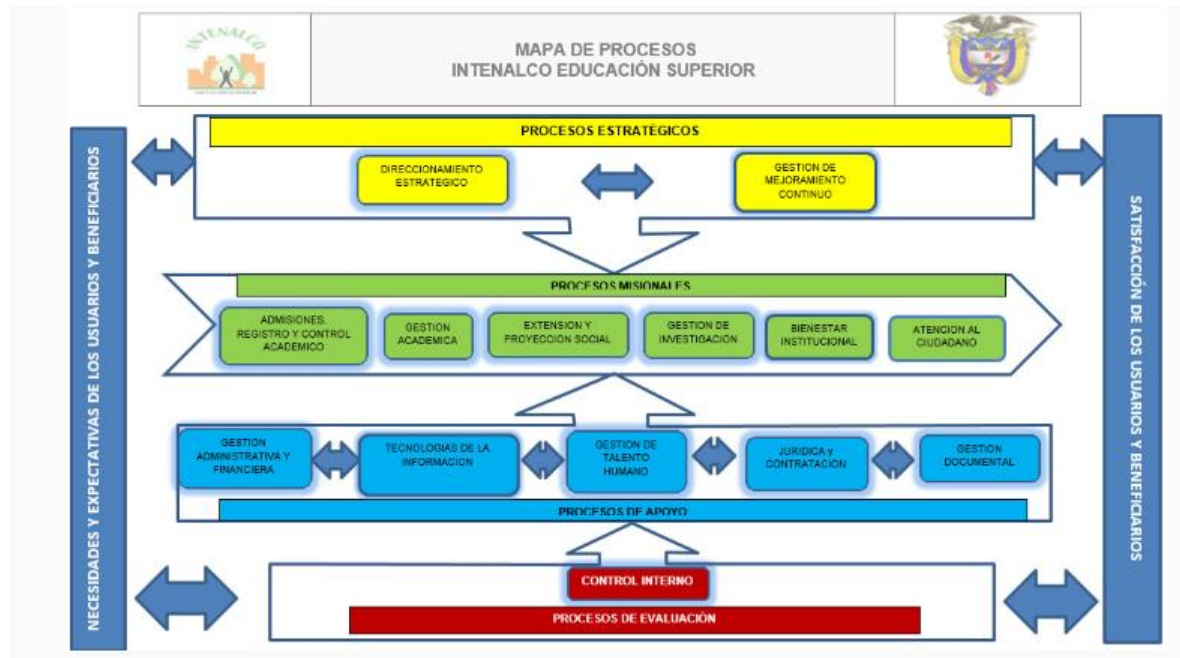 INTENALCO
MAPA DE PROCESOS
INTENALCO EDUCACIÓN SUPERIOR
NECESIDADES Y EXPECTATIVAS DE LOS USUARIOS Y BENEFICIARIOS
PROCESOS ESTRATÉGICOS
DIRECCIONAMIENTO
ESTRATEGICO
GESTION DE
MEJORAMIENTO
CONTINUO
PROCESOS MISIONALES
ADMISIONES,
REGISTRO Y CONTROL
ACADEMICO
GESTION
ACADEMICA
EXTENSION Y
PROYECCION SOCIAL
GESTION DE
INVESTIGACION
BIENESTAR
INSTITUCIONAL
ATENCION AL
CIUDADANO
GESTION
ADMINISTRATIVA Y
FINANCIERA
TECNOLOGIAS DE LA
INFORMACION
GESTION DE
TALENTO
HUMANO
JURIDICA y
CONTRATACION
GESTION
DOCUMENTAL
PROCESOS DE APOYO
CONTROL INTERNO
PROCESOS DE EVALUACIÓN
SATISFACCIÓN DE LOS USUARIOS Y BENEFICIARIOS